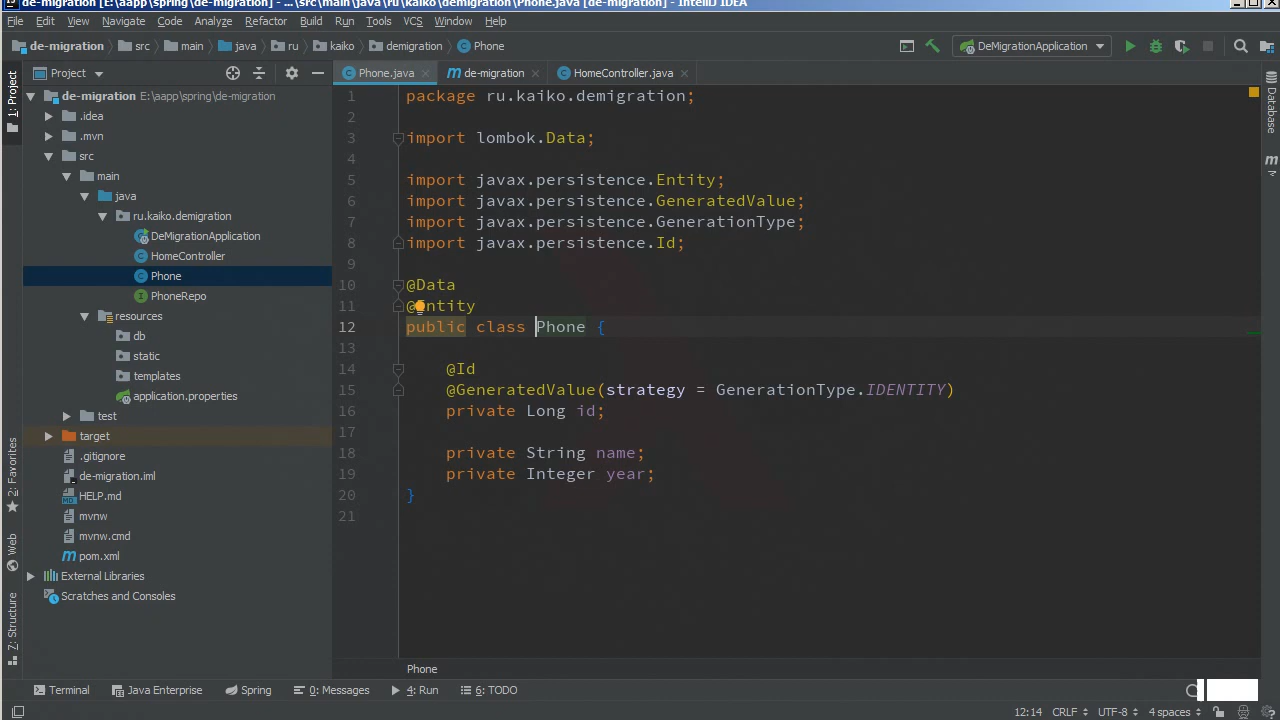 de-migration [E:\aapp\spring\de-migration] - ...\src\main\java\ru\kaiko\demigration\Phone.java [de-migration] - IntelliJ IDEA
File Edit View Navigate Code Analyze Refactor Build Run Tools VCS Window Help
de-migration src main java ru kaiko demigration Phone DeMigrationApplication
1: Project
Project
Phone.java de-migration HomeController.java
de-migration E:\aapp\spring\de-migration
.idea
.mvn
src
main
java
ru.kaiko.demigration
DeMigrationApplication
HomeController
Phone
PhoneRepo
resources
db
static
templates
application.properties
test
target
.gitignore
de-migration.iml
HELP.md
mvnw
mvnw.cmd
pom.xml
External Libraries
Scratches and Consoles
1 package ru.kaiko.demigration;
2
3 import lombok.Data;
4
5 import javax.persistence.Entity;
6 import javax.persistence.GeneratedValue;
7 import javax.persistence.GenerationType;
8 import javax.persistence.Id;
9
10 @Data
11 @Entity
12 public class Phone {
13
14 @Id
15 @GeneratedValue(strategy = GenerationType.IDENTITY)
16 private Long id;
17
18 private String name;
19 private Integer year;
20 }
21
Phone
Database
2: Favorites
Web
7: Structure
Terminal Java Enterprise Spring 0: Messages 4: Run 6: TODO
12:14 CRLF UTF-8 4 spaces